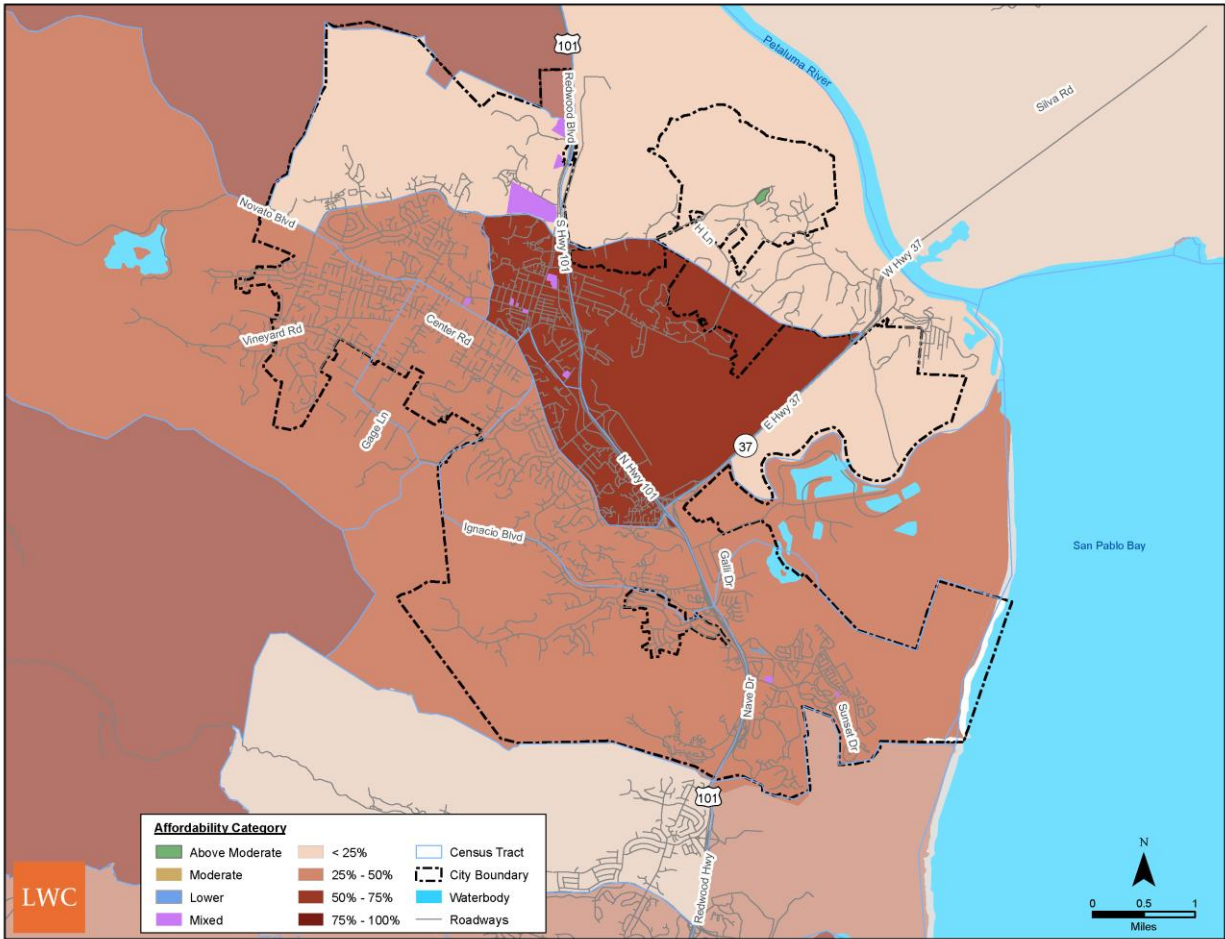 101
Redwood Blvd
Petaluma River
Silva Rd
Novato Blvd
S Hwy 101
H Ln
W Hwy 37
Vineyard Rd
Center Rd
Gage Ln
E Hwy 37
37
N Hwy 101
Ignacio Blvd
Galli Dr
San Pablo Bay
Nave Dr
Sunset Dr
101
Redwood Hwy
Affordability Category
Above Moderate
< 25%
Census Tract
Moderate
25% - 50%
City Boundary
Lower
50% - 75%
Waterbody
Mixed
75% - 100%
Roadways
LWC
N
0 0.5 1
Miles